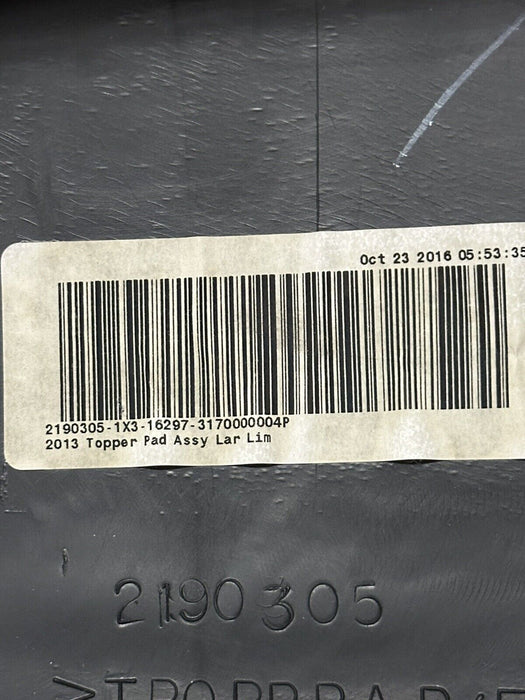 Oct 23 2016 05:53:35
2190305-1X3-16297-3170000004P
2013 Topper Pad Assy Lar Lim
2190305